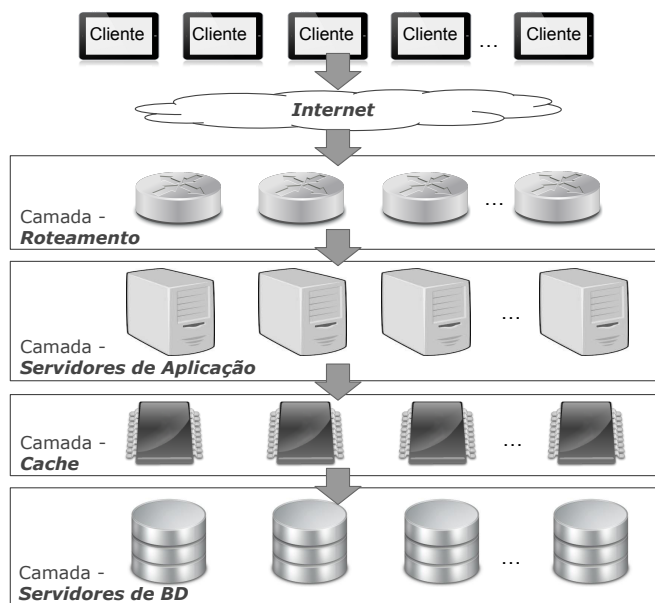 Cliente Cliente Cliente Cliente ... Cliente
Internet
...
Camada -
Roteamento
...
Camada -
Servidores de Aplicação
...
Camada -
Cache
...
Camada -
Servidores de BD